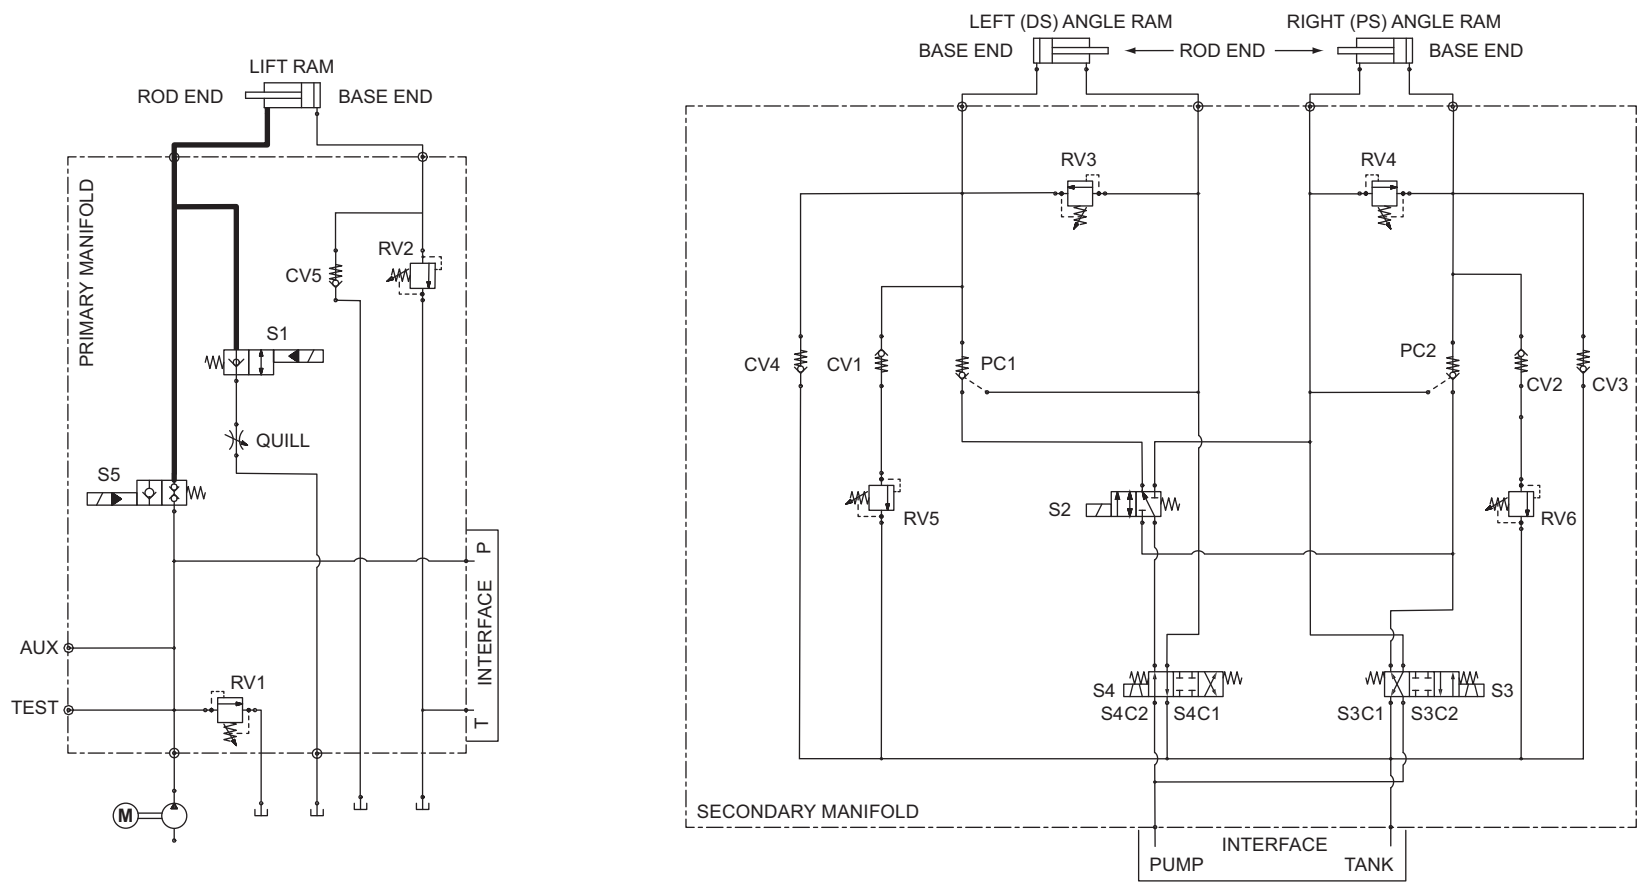 LIFT RAM
ROD END
BASE END
PRIMARY MANIFOLD
CV5
RV2
S1
QUILL
S5
P
INTERFACE
T
AUX
TEST
RV1
M
LEFT (DS) ANGLE RAM
RIGHT (PS) ANGLE RAM
BASE END
ROD END
BASE END
RV3
RV4
CV4
CV1
PC1
PC2
CV2
CV3
S2
RV5
RV6
S4
S3
S4C2
S4C1
S3C1
S3C2
SECONDARY MANIFOLD
INTERFACE
PUMP
TANK